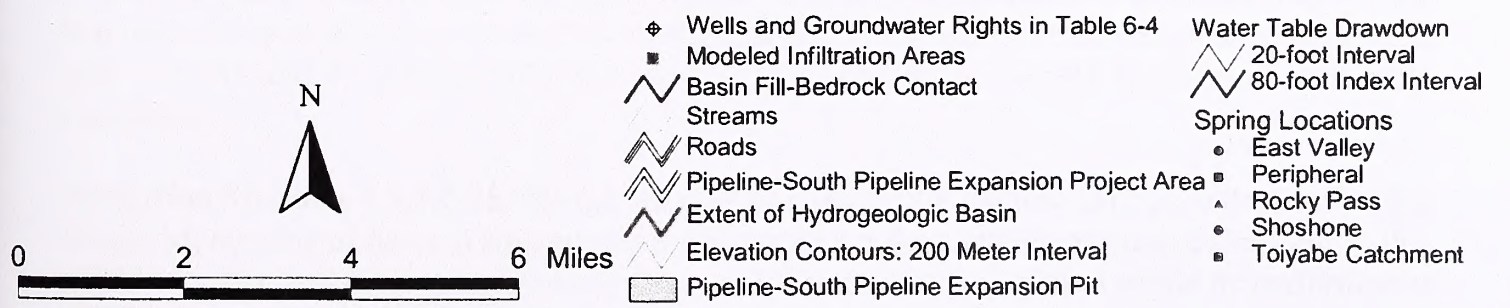 N
0 2 4 6 Miles
Wells and Groundwater Rights in Table 6-4
Modeled Infiltration Areas
Basin Fill-Bedrock Contact
Streams
Roads
Pipeline-South Pipeline Expansion Project Area
Extent of Hydrogeologic Basin
Elevation Contours: 200 Meter Interval
Pipeline-South Pipeline Expansion Pit
Water Table Drawdown
20-foot Interval
80-foot Index Interval
Spring Locations
East Valley
Peripheral
Rocky Pass
Shoshone
Toiyabe Catchment